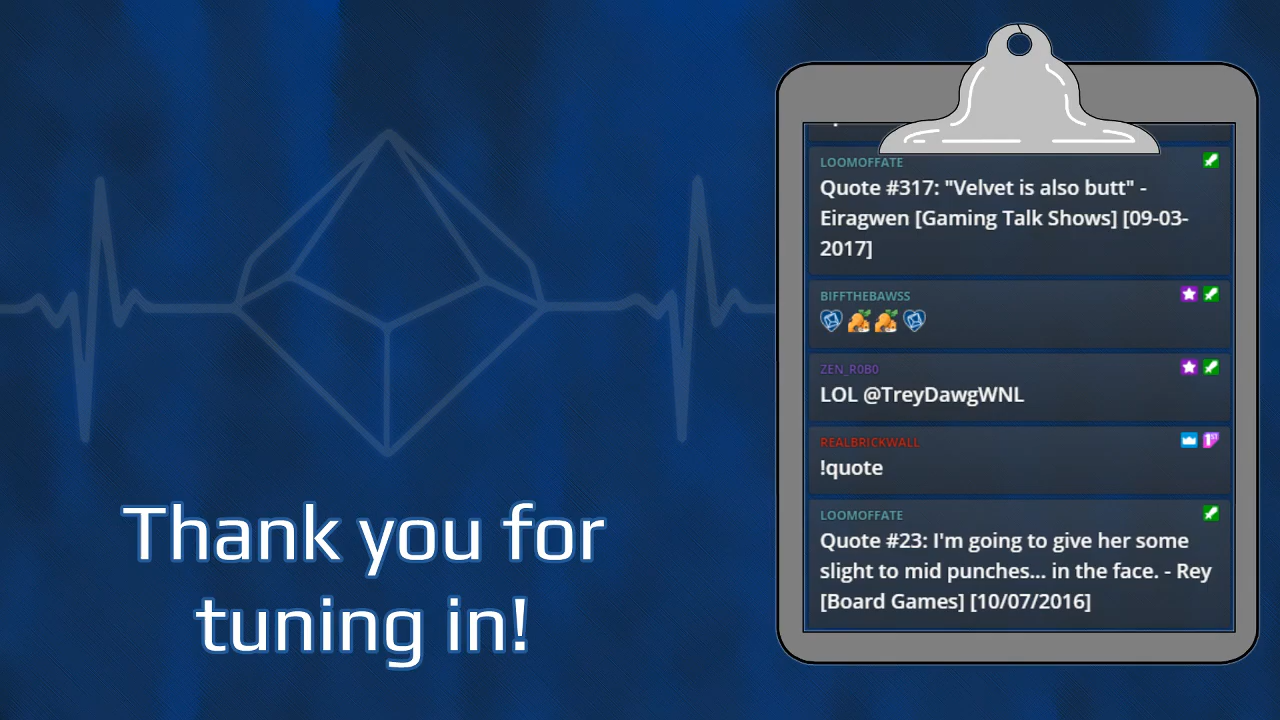 Thank you for
tuning in!
LOOMOFFATE
Quote #317: "Velvet is also butt" -
Eiragwen [Gaming Talk Shows] [09-03-
2017]
BIFFTHEBAWSS
ZEN_R0B0
LOL @TreyDawgWNL
REALBRICKWALL
!quote
LOOMOFFATE
Quote #23: I'm going to give her some
slight to mid punches... in the face. - Rey
[Board Games] [10/07/2016]